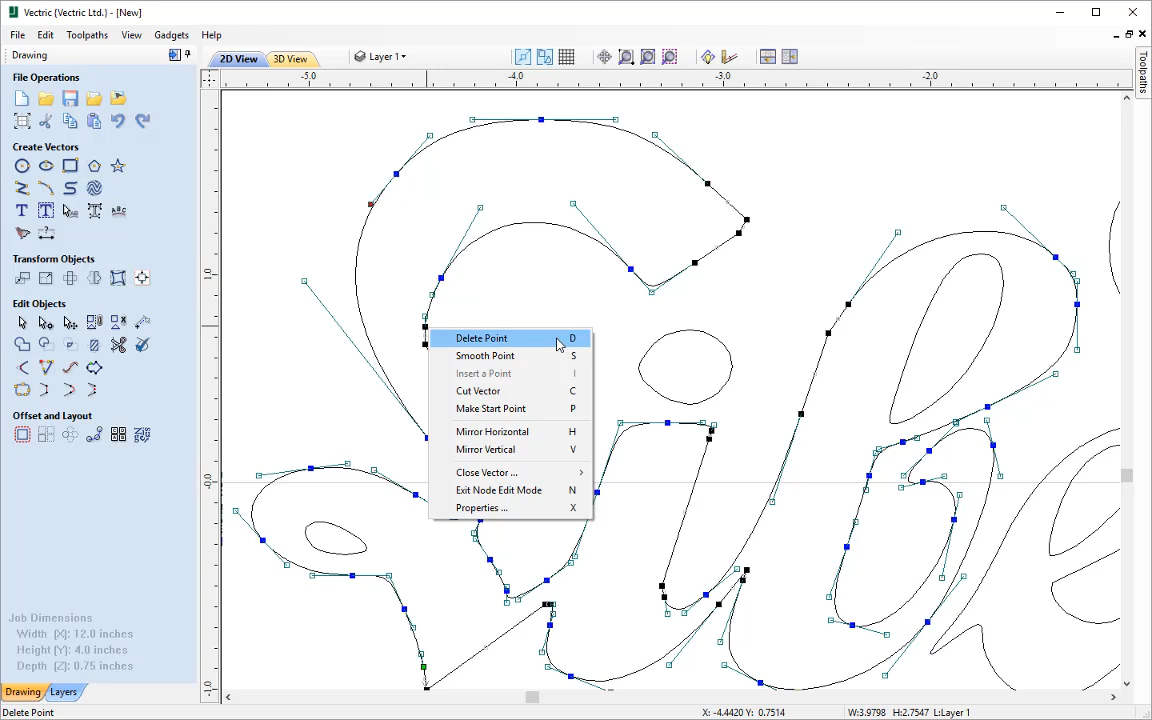 Vectric {Vectric Ltd.} - [New]
File Edit Toolpaths View Gadgets Help
Drawing
2D View 3D View Layer 1
Toolpaths
File Operations
-5.0 -4.0 -3.0 -2.0
Create Vectors
T T ABC
Transform Objects
Edit Objects
Offset and Layout
Delete Point D
Smooth Point S
Insert a Point I
Cut Vector C
Make Start Point P
Mirror Horizontal H
Mirror Vertical V
Close Vector ...
Exit Node Edit Mode N
Properties ... X
Job Dimensions
Width (X): 12.0 inches
Height (Y): 4.0 inches
Depth (Z): 0.75 inches
Drawing Layers
Delete Point X: -4.4420 Y: 0.7514 W:3.9798 H:2.7547 L:Layer 1